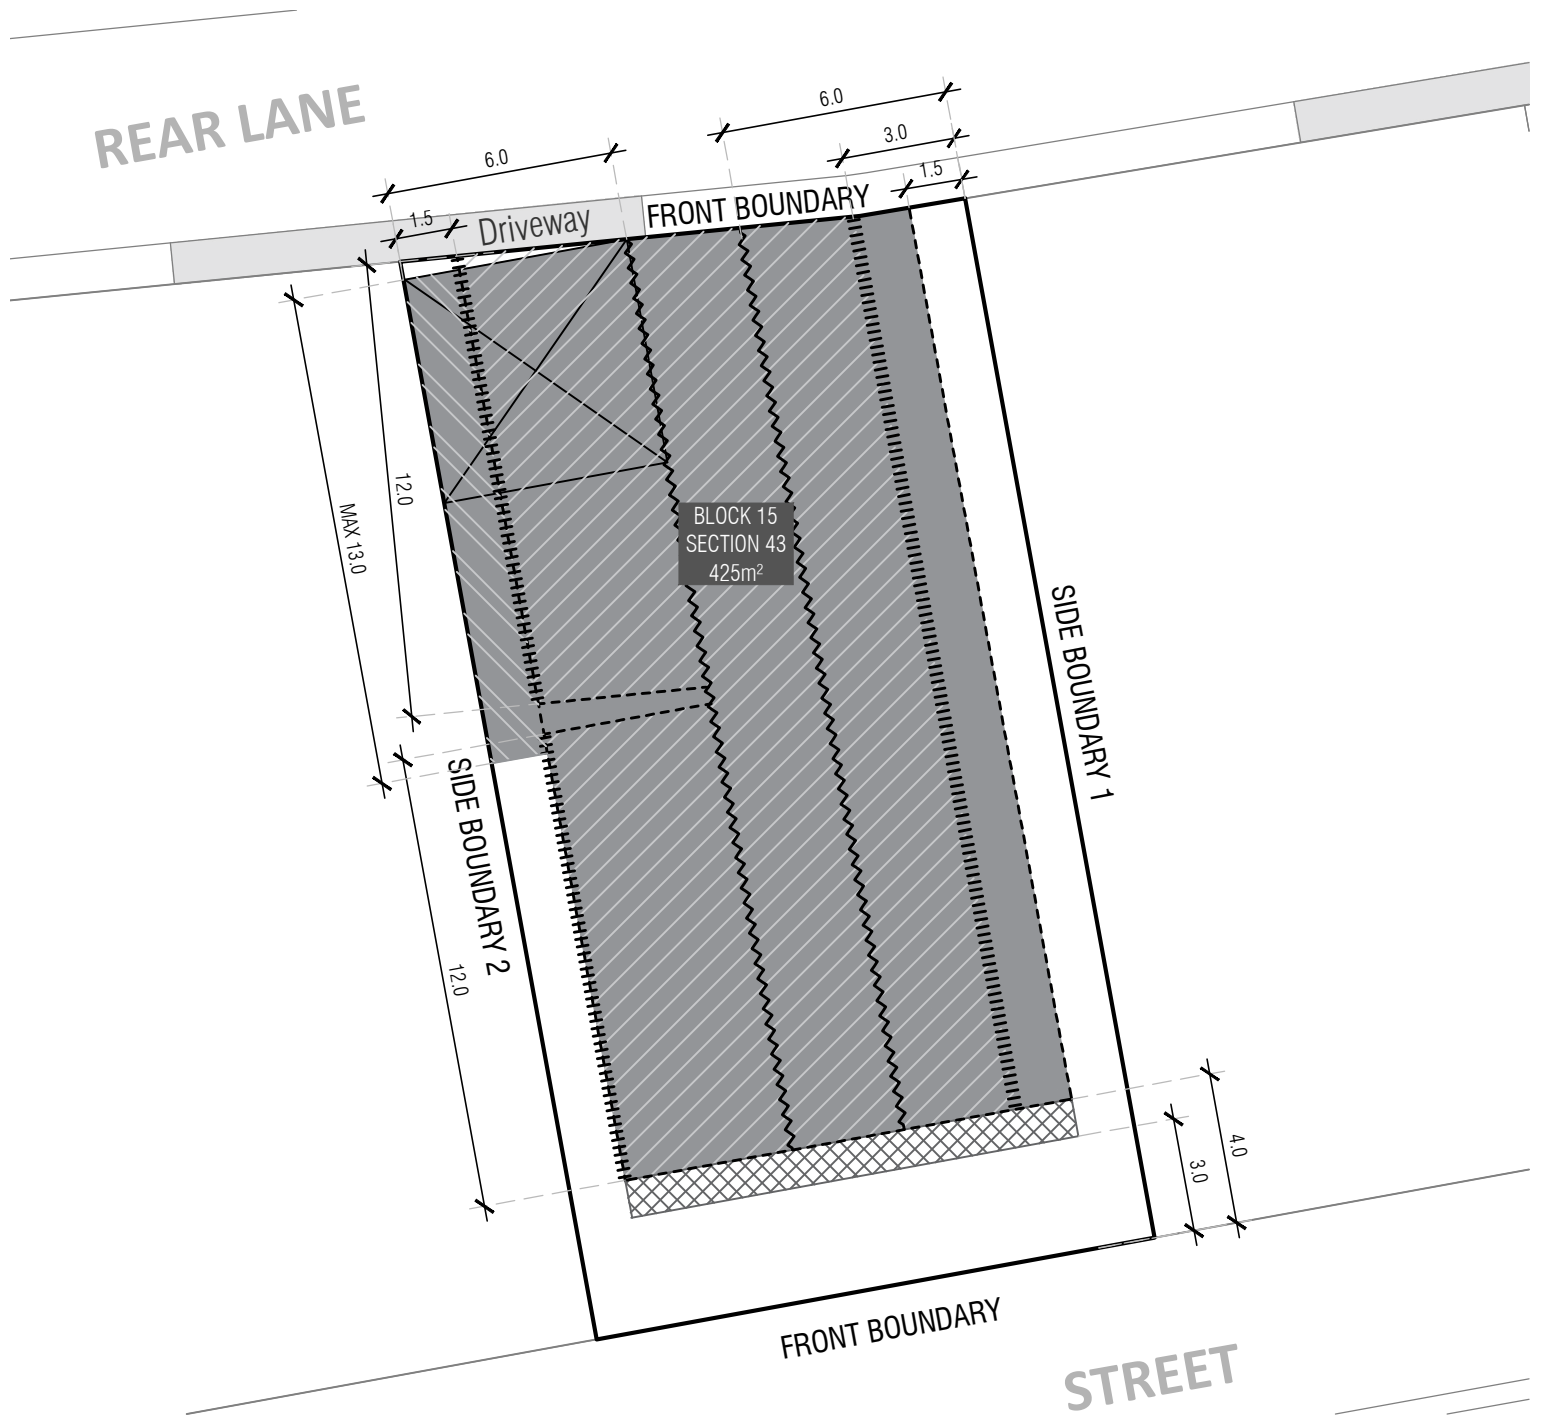 REAR LANE
6.0
3.0
1.5
6.0
1.5
Driveway
FRONT BOUNDARY
12.0
MAX 13.0
BLOCK 15
SECTION 43
425m²
SIDE BOUNDARY 1
SIDE BOUNDARY 2
12.0
4.0
3.0
FRONT BOUNDARY
STREET